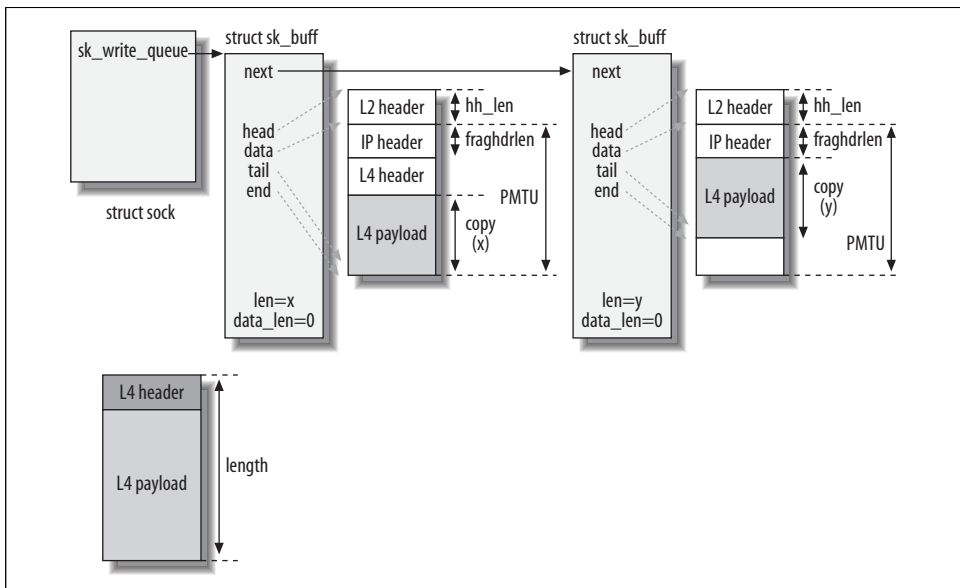 struct sock
sk_write_queue
struct sk_buff
next
head
data
tail
end
len=x
data_len=0
L2 header
IP header
L4 header
L4 payload
hh_len
fraghdrlen
PMTU
copy
(x)
struct sk_buff
next
head
data
tail
end
len=y
data_len=0
L2 header
IP header
L4 payload
hh_len
fraghdrlen
copy
(y)
PMTU
L4 header
L4 payload
length